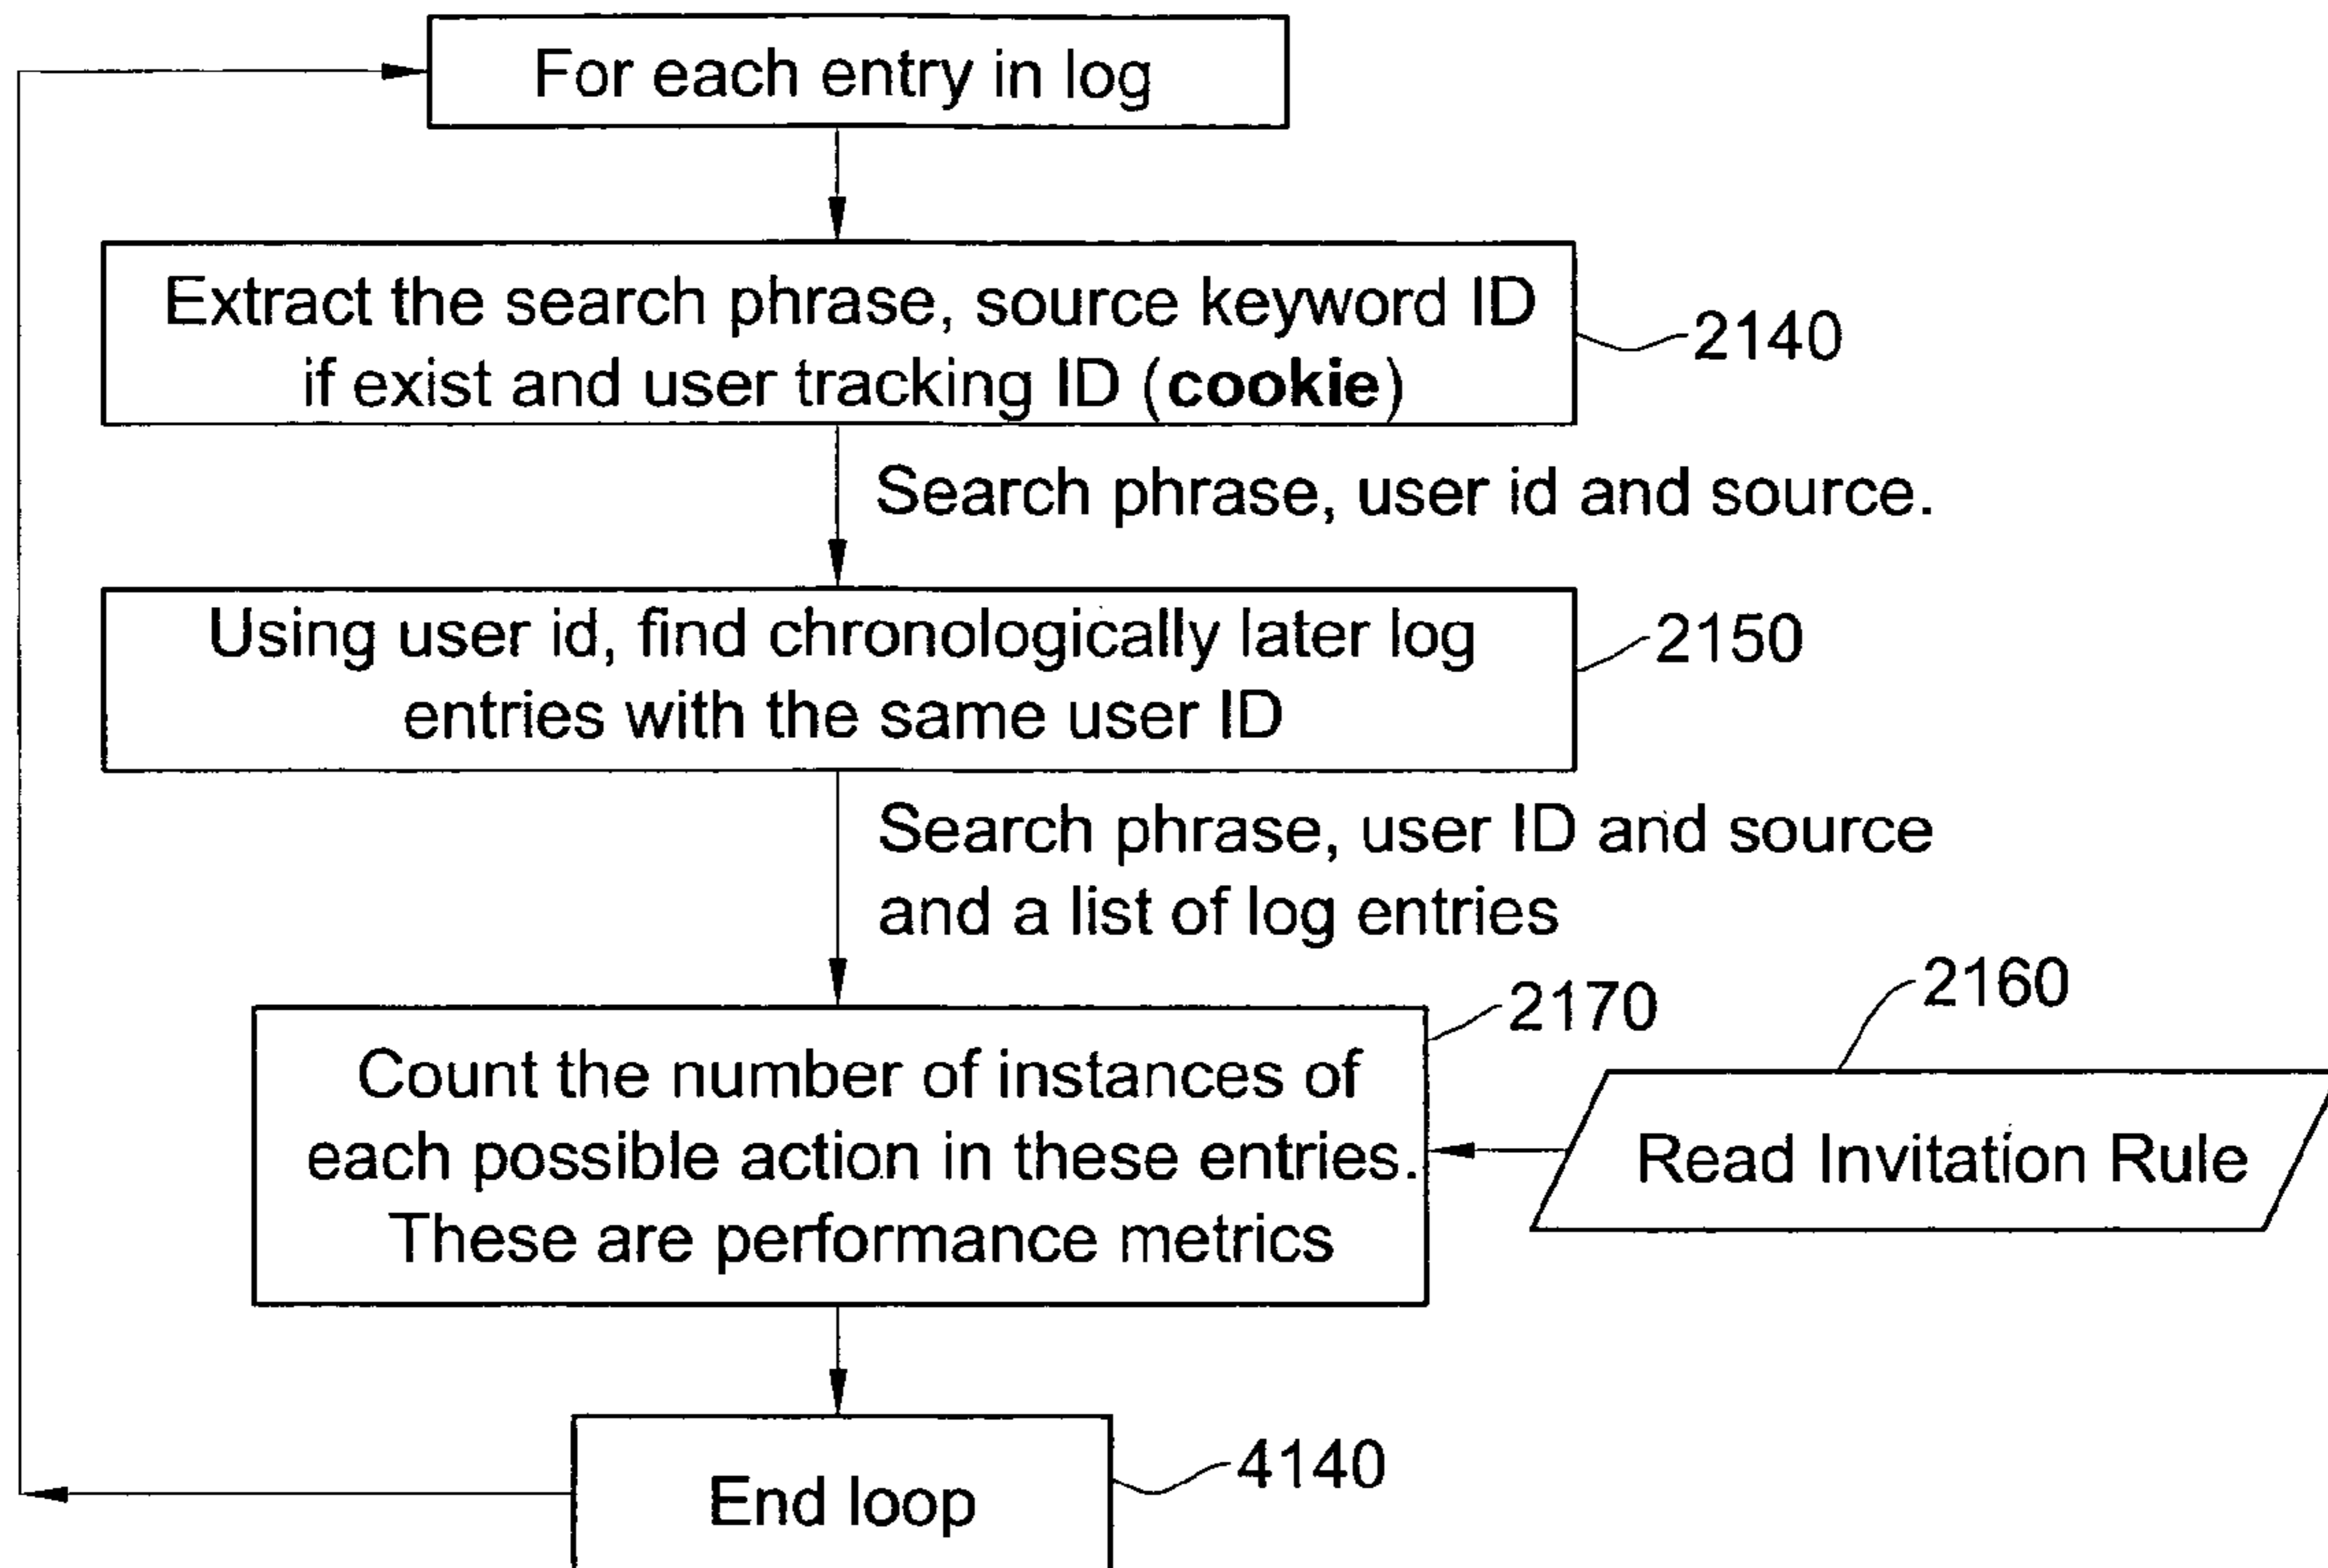 For each entry in log
Extract the search phrase, source keyword ID
if exist and user tracking ID (cookie)
2140
Search phrase, user id and source.
Using user id, find chronologically later log
entries with the same user ID
2150
Search phrase, user ID and source
and a list of log entries
2170
2160
Count the number of instances of
each possible action in these entries.
These are performance metrics
Read Invitation Rule
End loop
4140